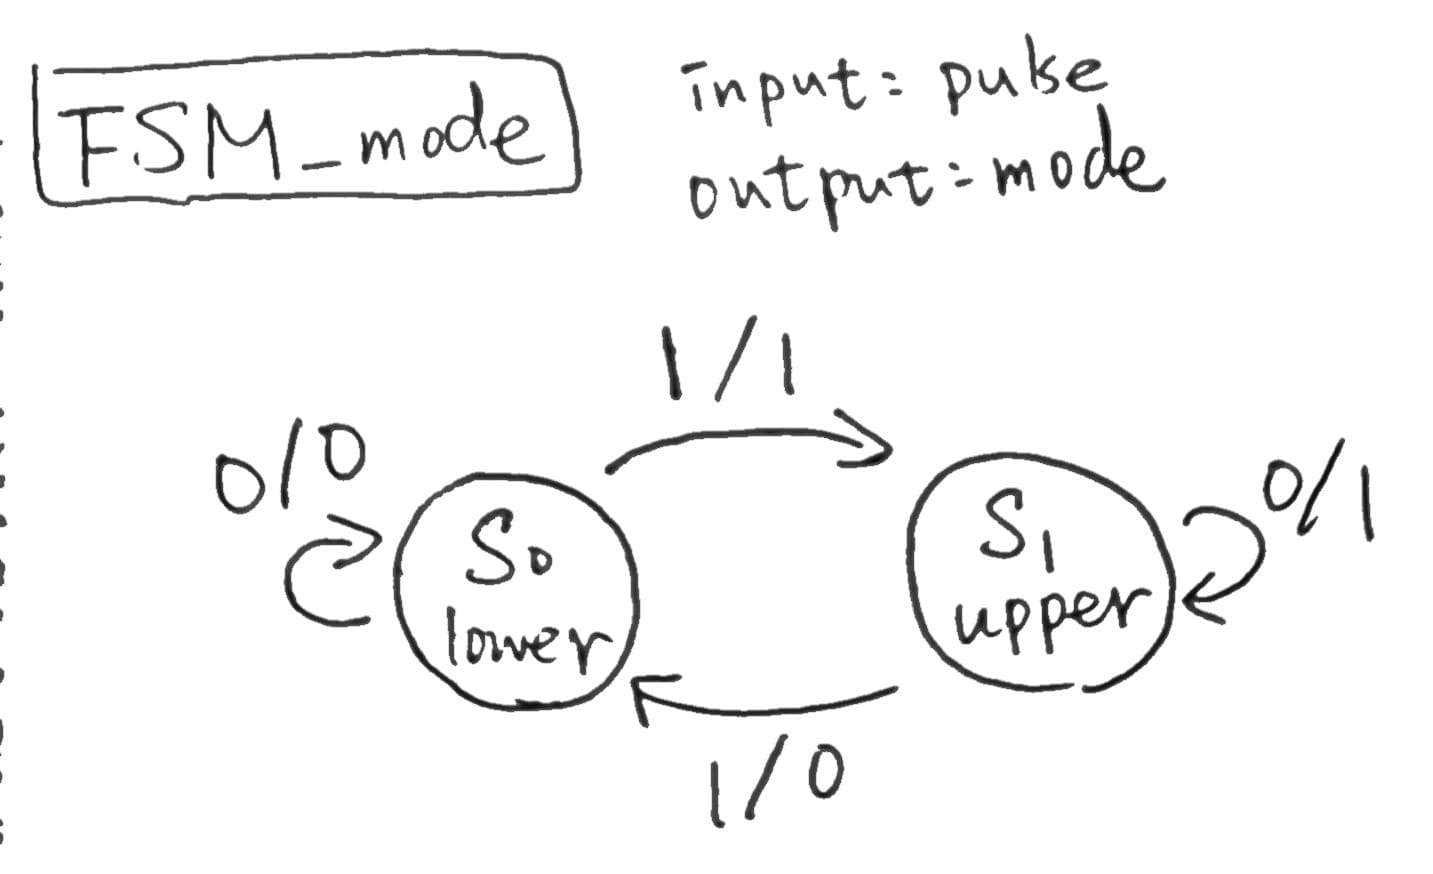 FSM_mode
input: pulse
output: mode
1/1
0/0
0/1
S0
lower
S1
upper
1/0